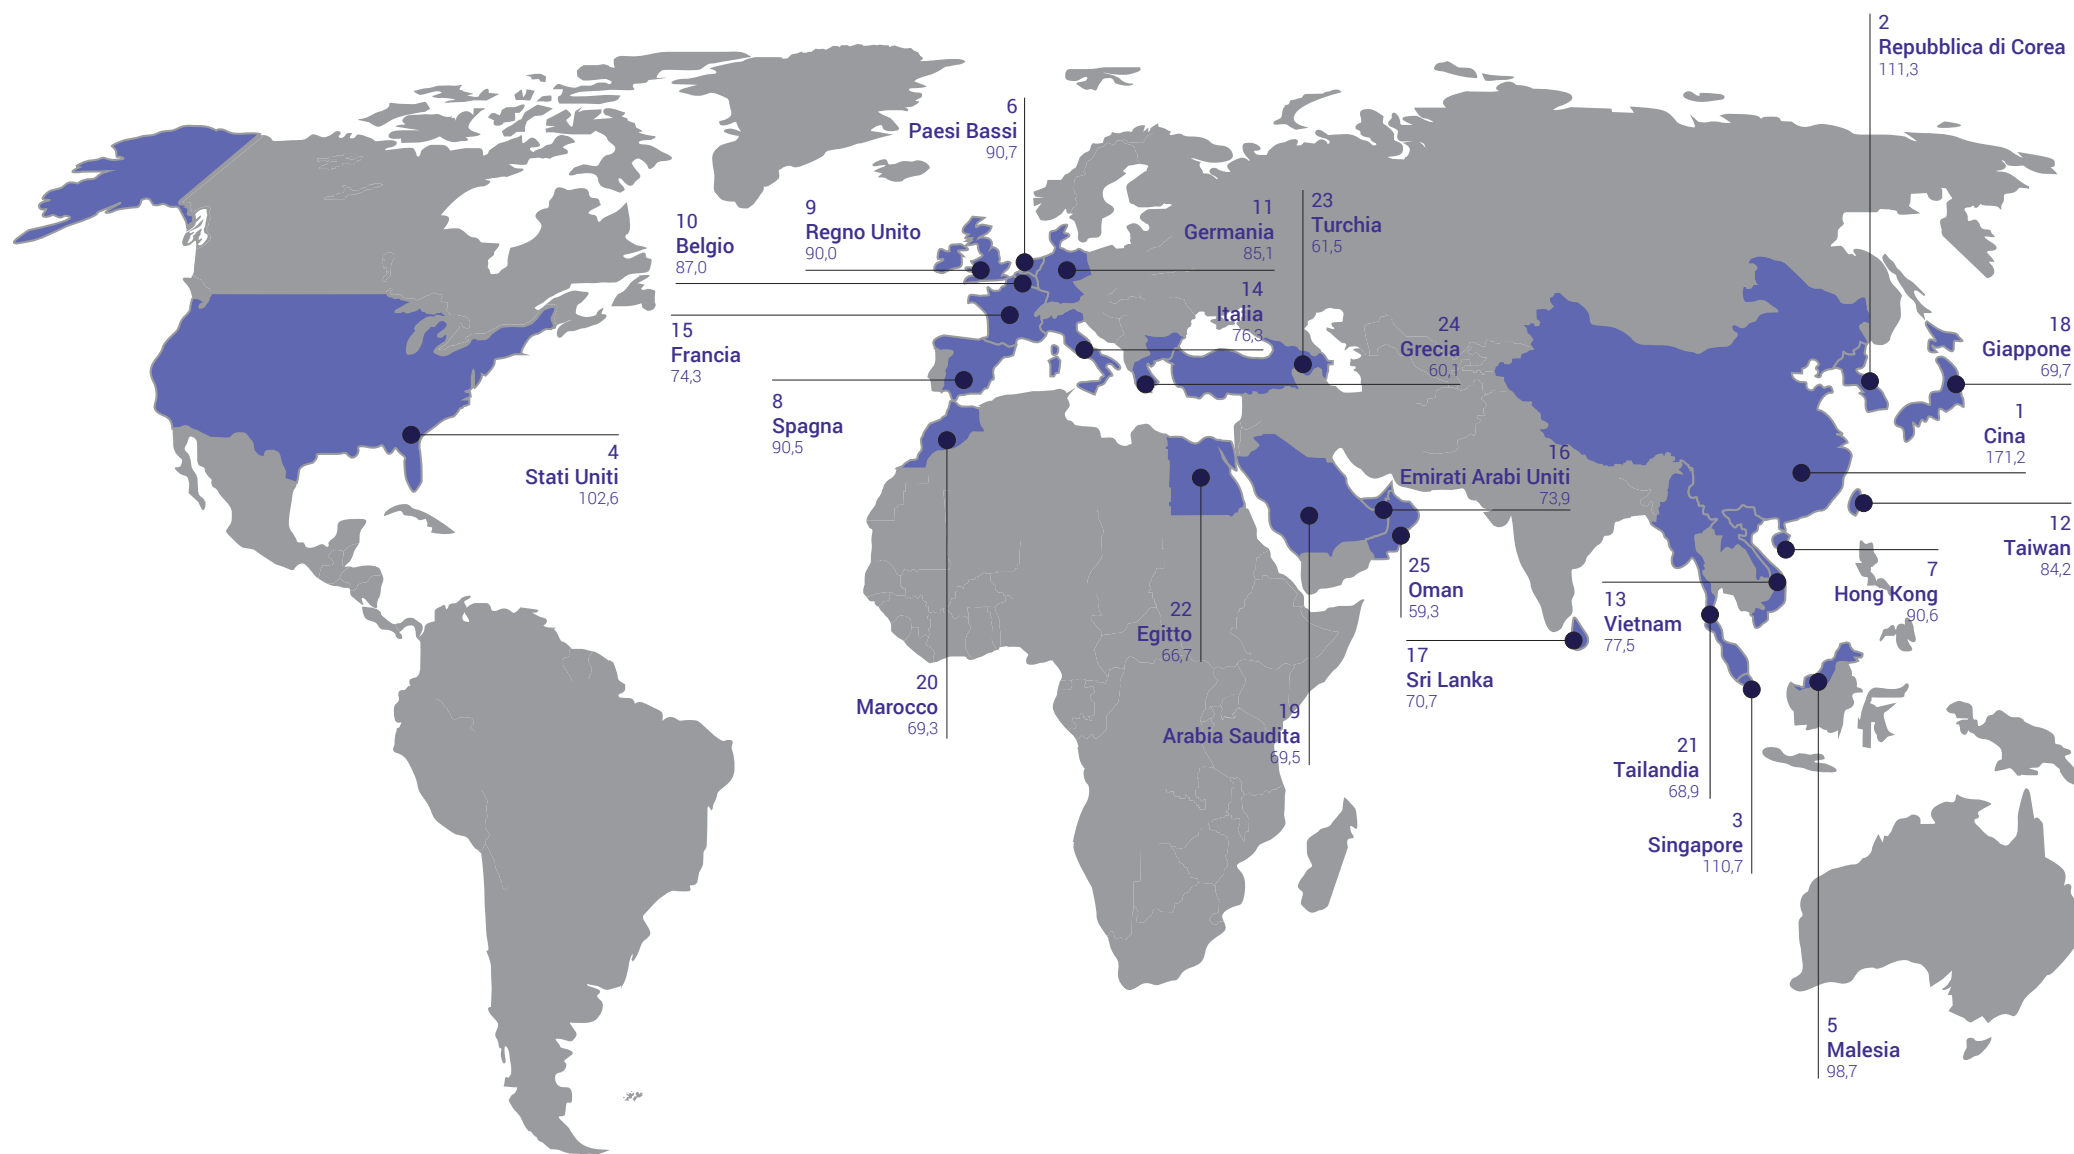 2
Repubblica di Corea
111,3
6
Paesi Bassi
90,7
9
Regno Unito
90,0
10
Belgio
87,0
11
Germania
85,1
23
Turchia
61,5
14
Italia
76,3
15
Francia
74,3
24
Grecia
60,1
18
Giappone
69,7
8
Spagna
90,5
1
Cina
171,2
4
Stati Uniti
102,6
16
Emirati Arabi Uniti
73,9
12
Taiwan
84,2
25
Oman
59,3
7
Hong Kong
90,6
13
Vietnam
77,5
22
Egitto
66,7
17
Sri Lanka
70,7
20
Marocco
69,3
19
Arabia Saudita
69,5
21
Tailandia
68,9
3
Singapore
110,7
5
Malesia
98,7